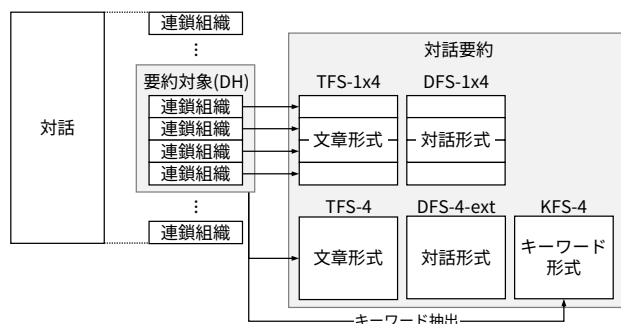 連鎖組織
⋮
対話
要約対象(DH)
連鎖組織
連鎖組織
連鎖組織
連鎖組織
⋮
連鎖組織
対話要約
TFS-1x4
DFS-1x4
文章形式
対話形式
TFS-4
DFS-4-ext
KFS-4
文章形式
対話形式
キーワード
形式
キーワード抽出